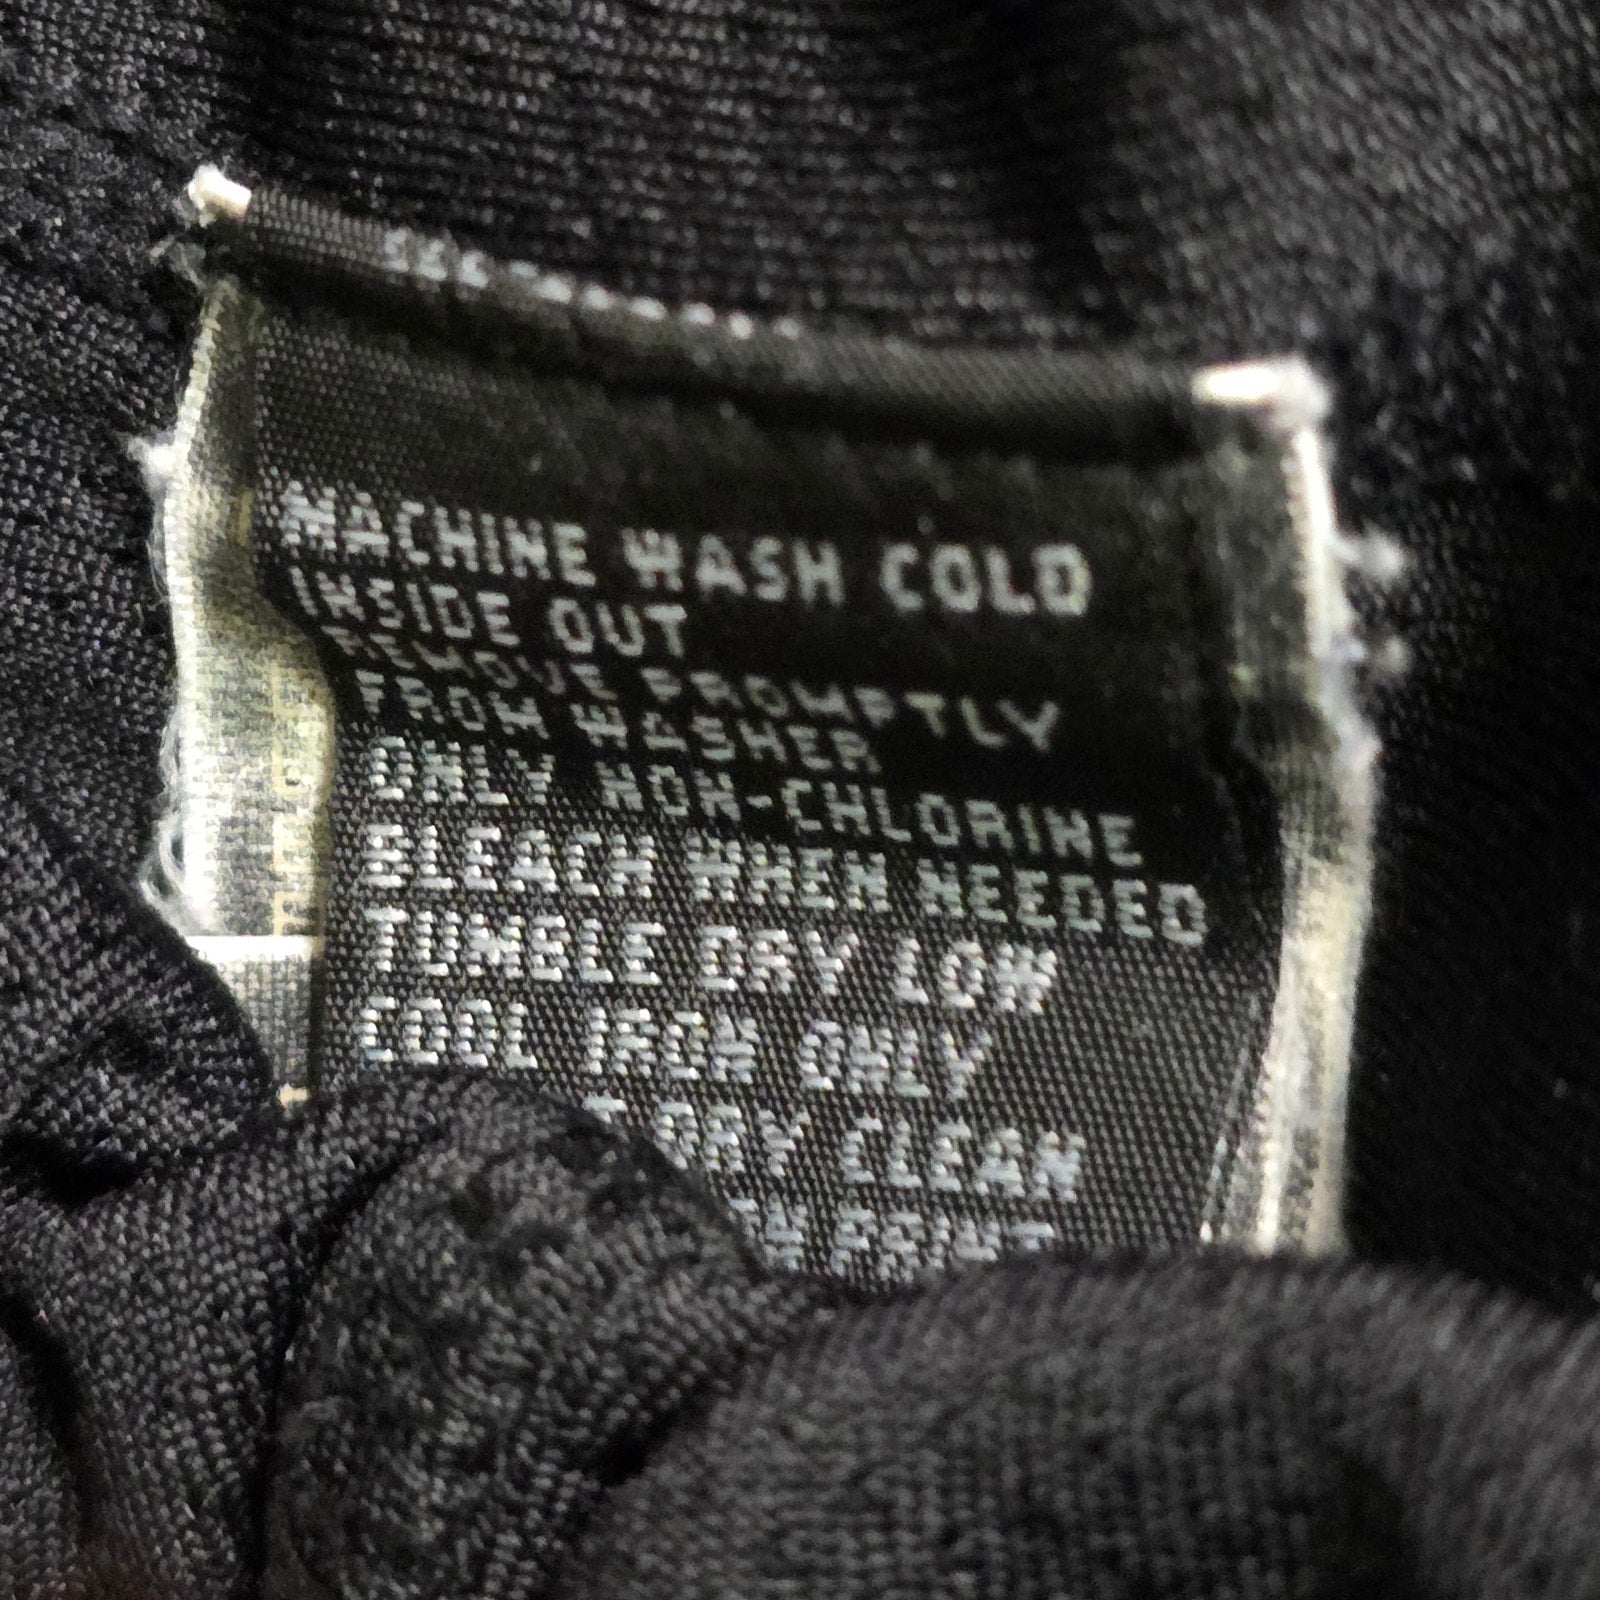 MACHINE WASH COLD
INSIDE OUT
REMOVE PROMPTLY
FROM WASHER
ONLY NON-CHLORINE
BLEACH WHEN NEEDED
TUMBLE DRY LOW
COOL IRON ONLY
DRY CLEAN
PRINT